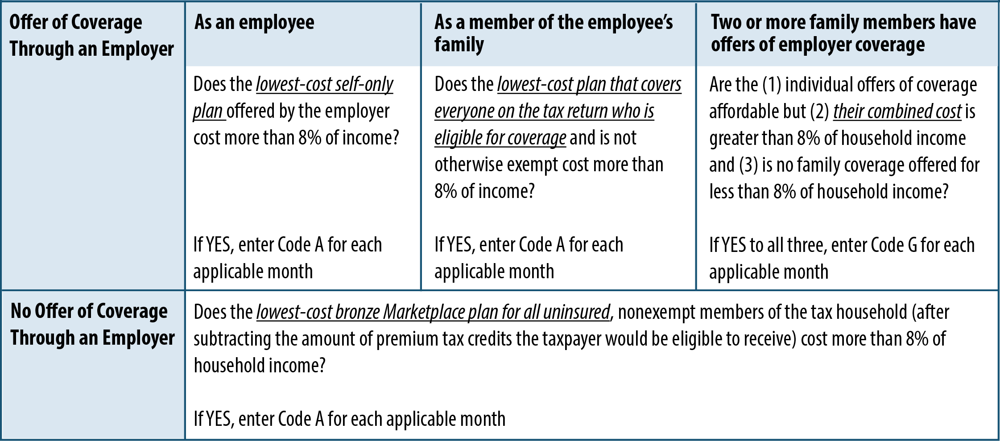 Offer of Coverage
Through an Employer
As an employee
As a member of the employee’s
family
Two or more family members have
offers of employer coverage
Does the lowest-cost self-only
plan offered by the employer
cost more than 8% of income?
If YES, enter Code A for each
applicable month
Does the lowest-cost plan that covers
everyone on the tax return who is
eligible for coverage and is not
otherwise exempt cost more than
8% of income?
If YES, enter Code A for each
applicable month
Are the (1) individual offers of coverage
affordable but (2) their combined cost is
greater than 8% of household income
and (3) is no family coverage offered for
less than 8% of household income?
If YES to all three, enter Code G for each
applicable month
No Offer of Coverage
Through an Employer
Does the lowest-cost bronze Marketplace plan for all uninsured, nonexempt members of the tax household (after
subtracting the amount of premium tax credits the taxpayer would be eligible to receive) cost more than 8% of
household income?
If YES, enter Code A for each applicable month